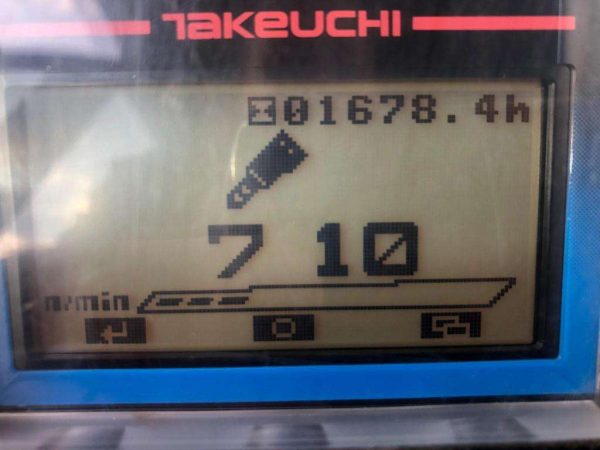 TAKEUCHI
01678.4h
7 10
n/min